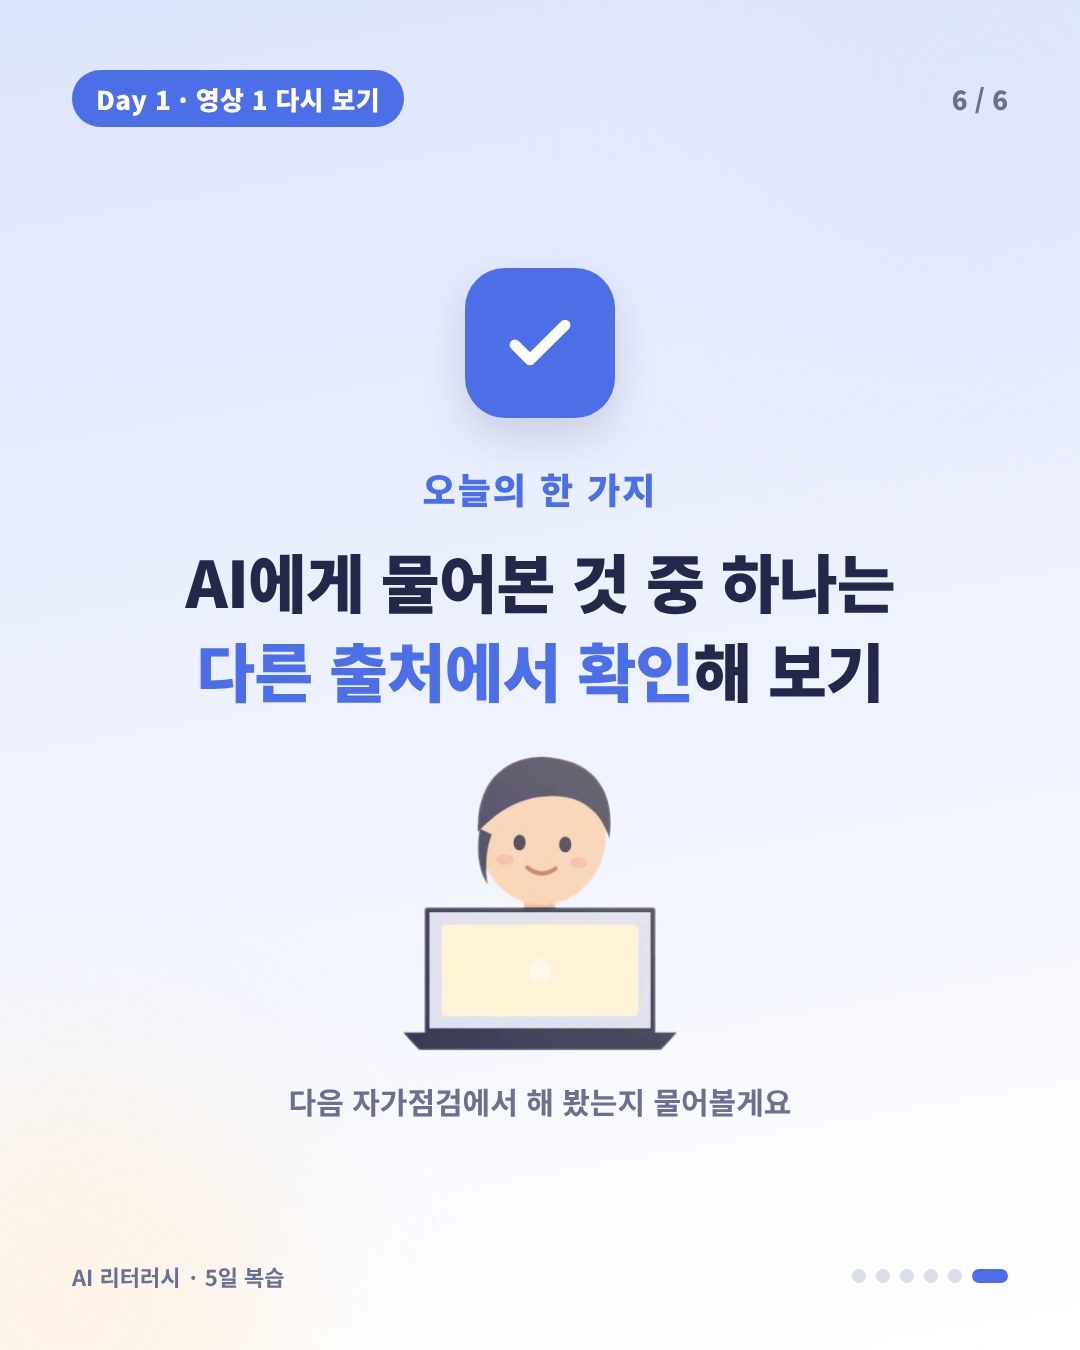 Day 1 · 영상 1 다시 보기
6 / 6
오늘의 한 가지
AI에게 물어본 것 중 하나는
다른 출처에서 확인해 보기
다음 자가점검에서 해 봤는지 물어볼게요
AI 리터러시 · 5일 복습